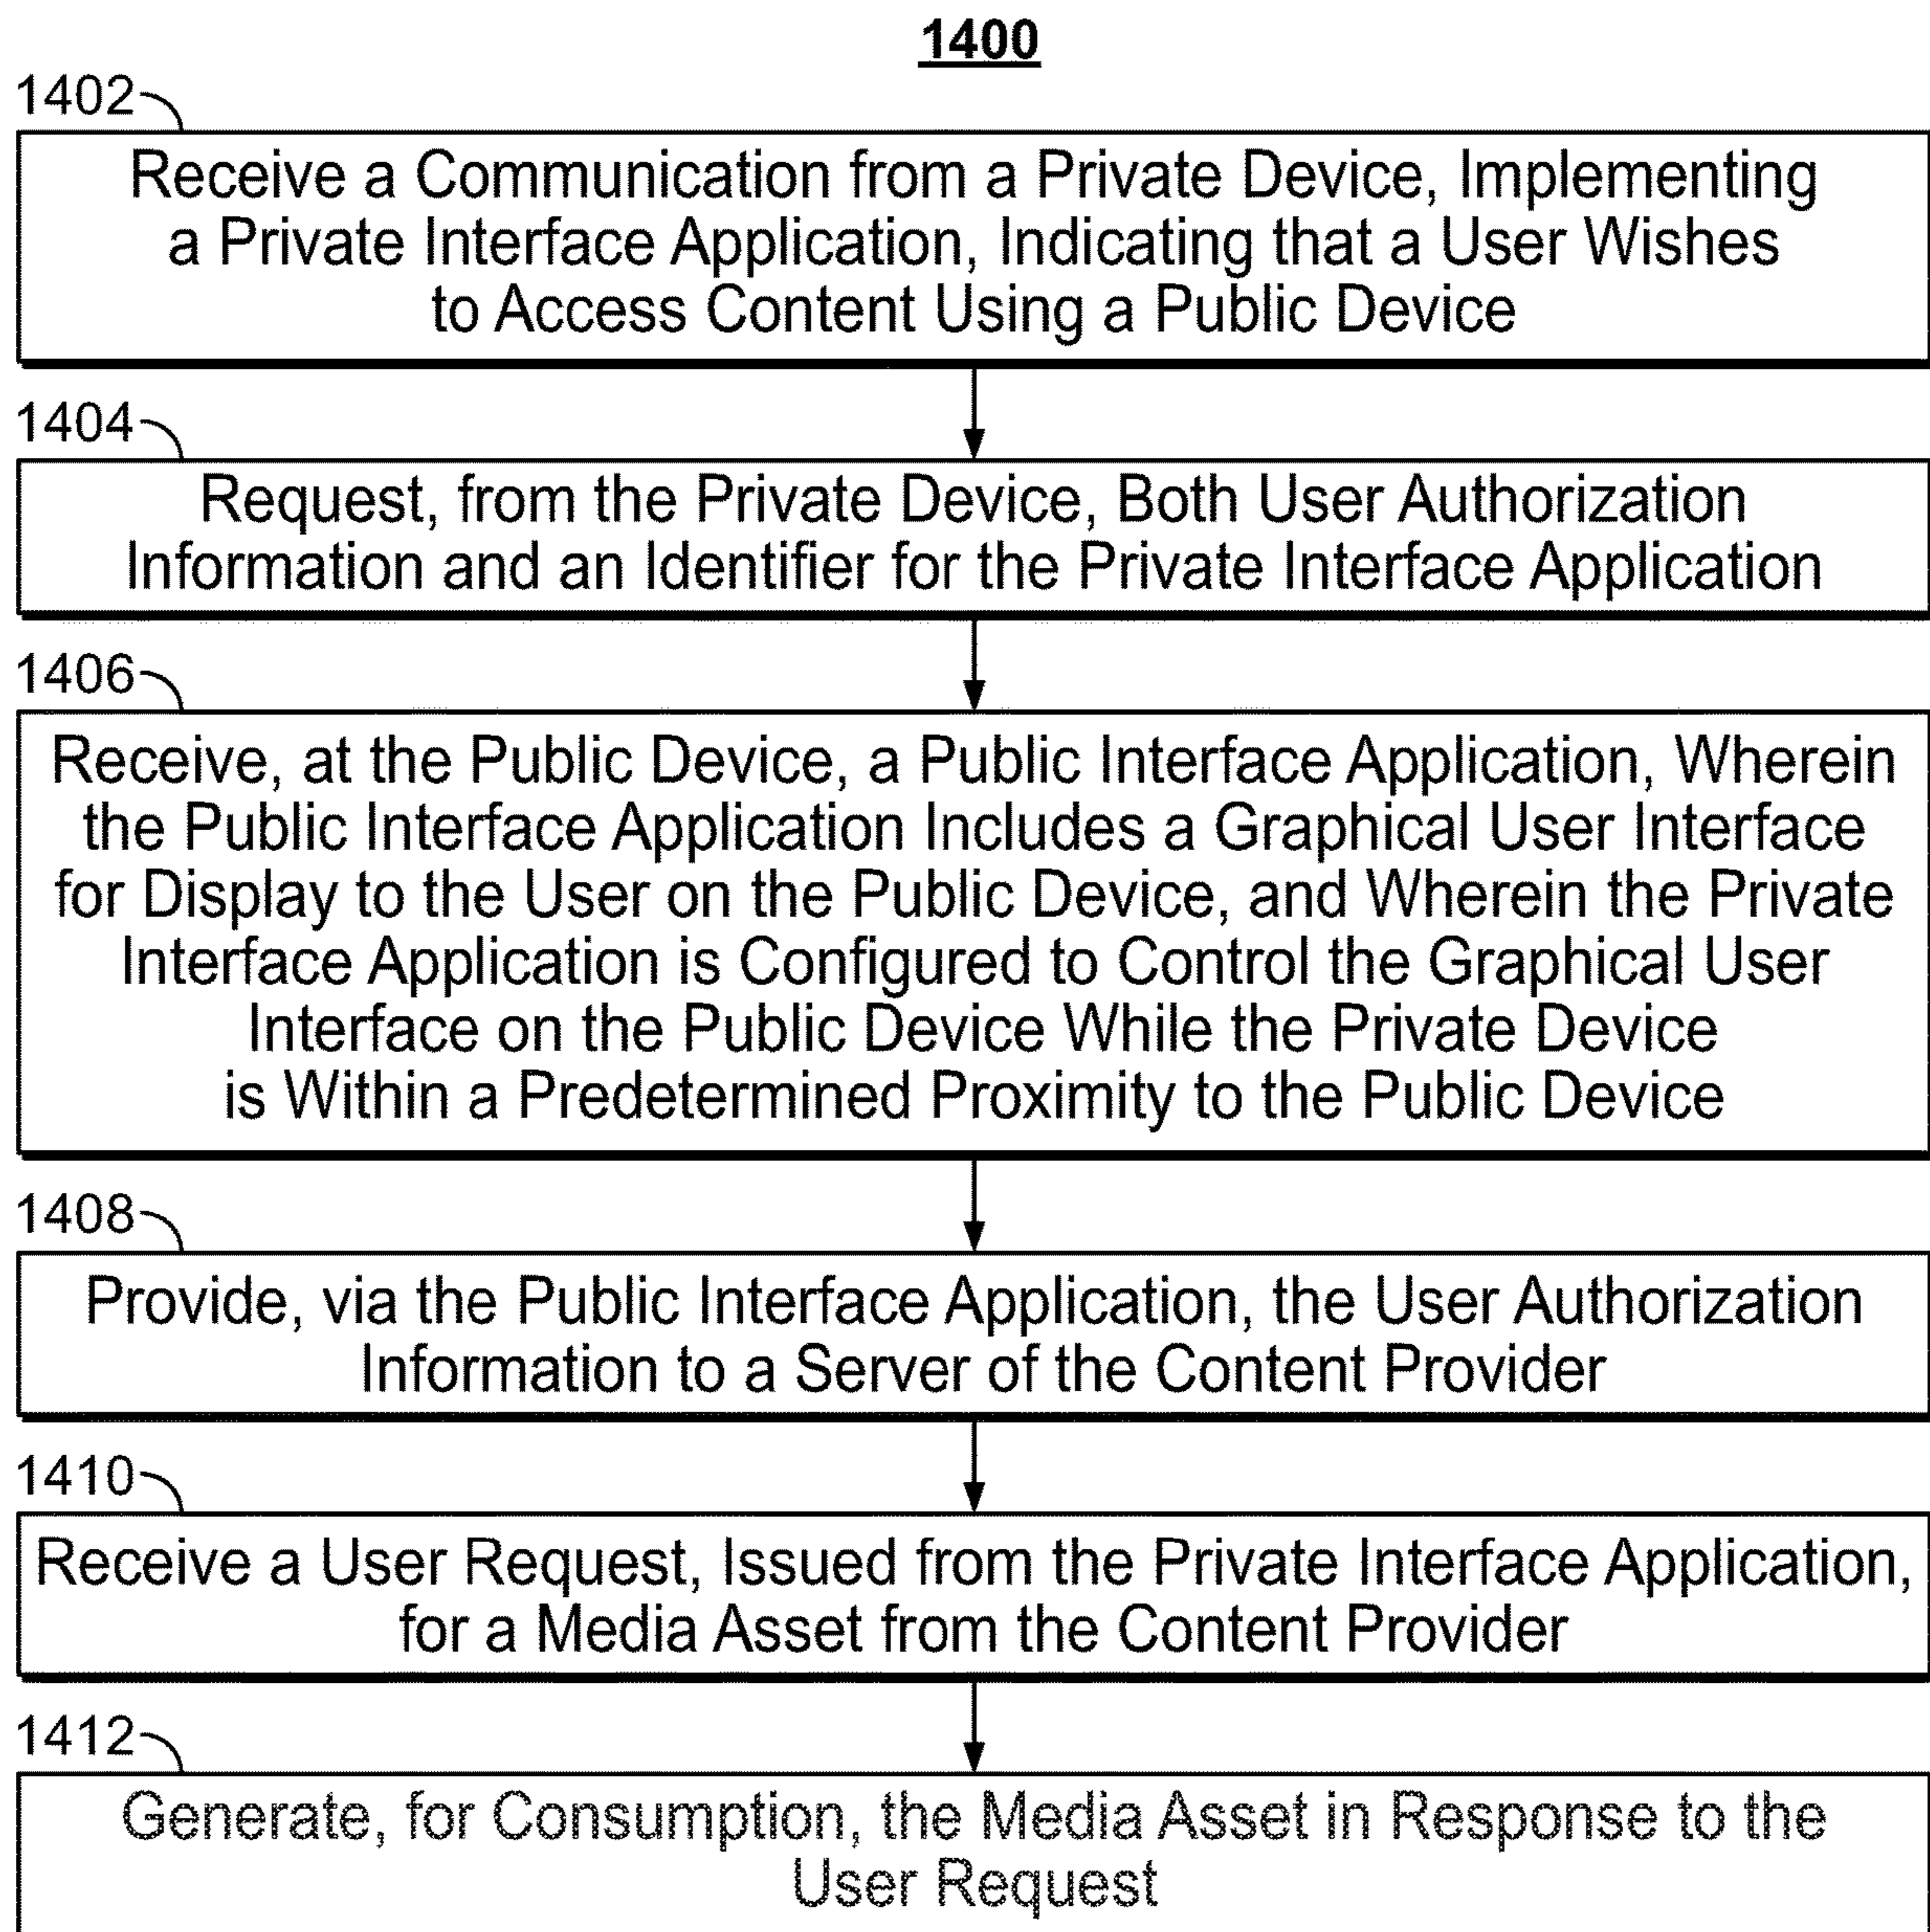 1400
1402
Receive a Communication from a Private Device, Implementing
a Private Interface Application, Indicating that a User Wishes
to Access Content Using a Public Device
1404
Request, from the Private Device, Both User Authorization
Information and an Identifier for the Private Interface Application
1406
Receive, at the Public Device, a Public Interface Application, Wherein
the Public Interface Application Includes a Graphical User Interface
for Display to the User on the Public Device, and Wherein the Private
Interface Application is Configured to Control the Graphical User
Interface on the Public Device While the Private Device
is Within a Predetermined Proximity to the Public Device
1408
Provide, via the Public Interface Application, the User Authorization
Information to a Server of the Content Provider
1410
Receive a User Request, Issued from the Private Interface Application,
for a Media Asset from the Content Provider
1412
Generate, for Consumption, the Media Asset in Response to the
User Request